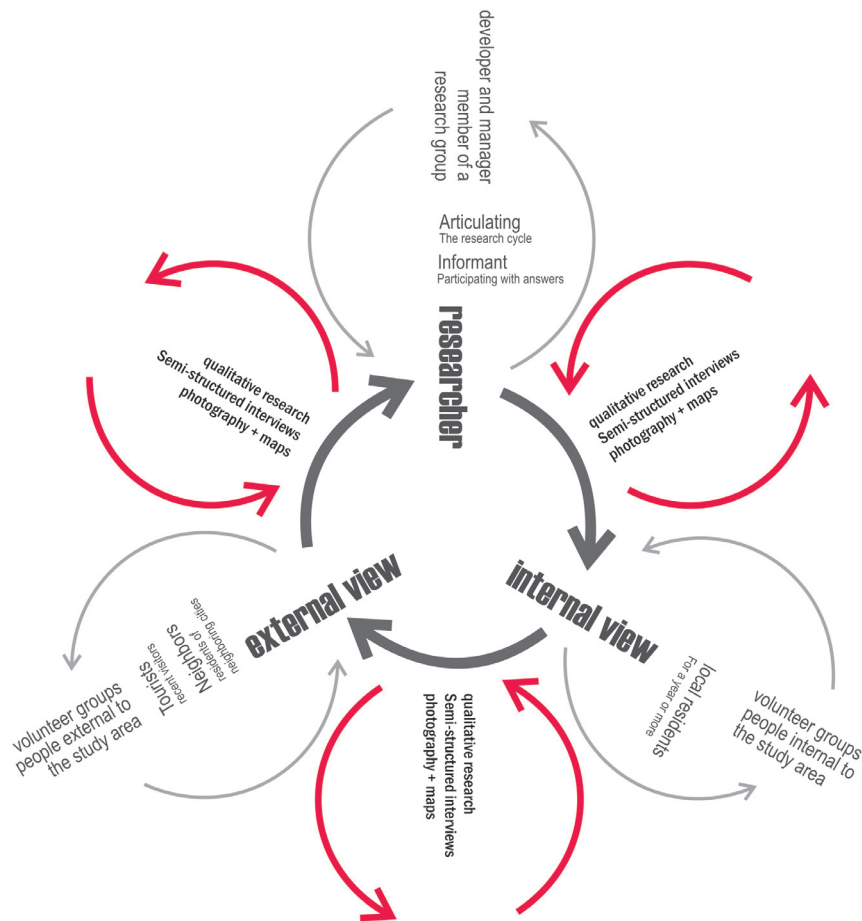 developer and manager
member of a
research group
Articulating
The research cycle
Informant
Participating with answers
researcher
qualitative research
Semi-structured interviews
photography + maps
qualitative research
Semi-structured interviews
photography + maps
external view
Neighbors
residents of
neighboring cities
Tourists
recent visitors
volunteer groups
people external to
the study area
internal view
local residents
For a year or more
volunteer groups
people internal to
the study area
qualitative research
Semi-structured interviews
photography + maps